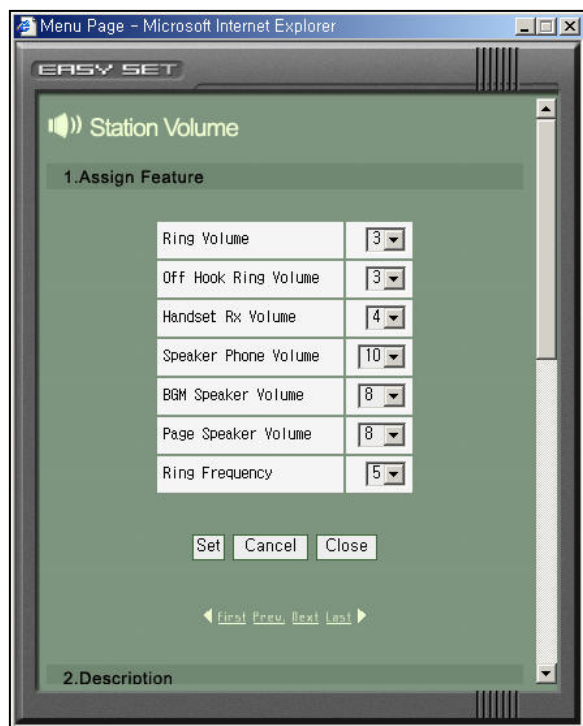 Menu Page - Microsoft Internet Explorer
EASY SET
Station Volume
1.Assign Feature
Ring Volume 3
Off Hook Ring Volume 3
Handset Rx Volume 4
Speaker Phone Volume 10
BGM Speaker Volume 8
Page Speaker Volume 8
Ring Frequency 5
Set Cancel Close
First Prev. Next Last
2.Description